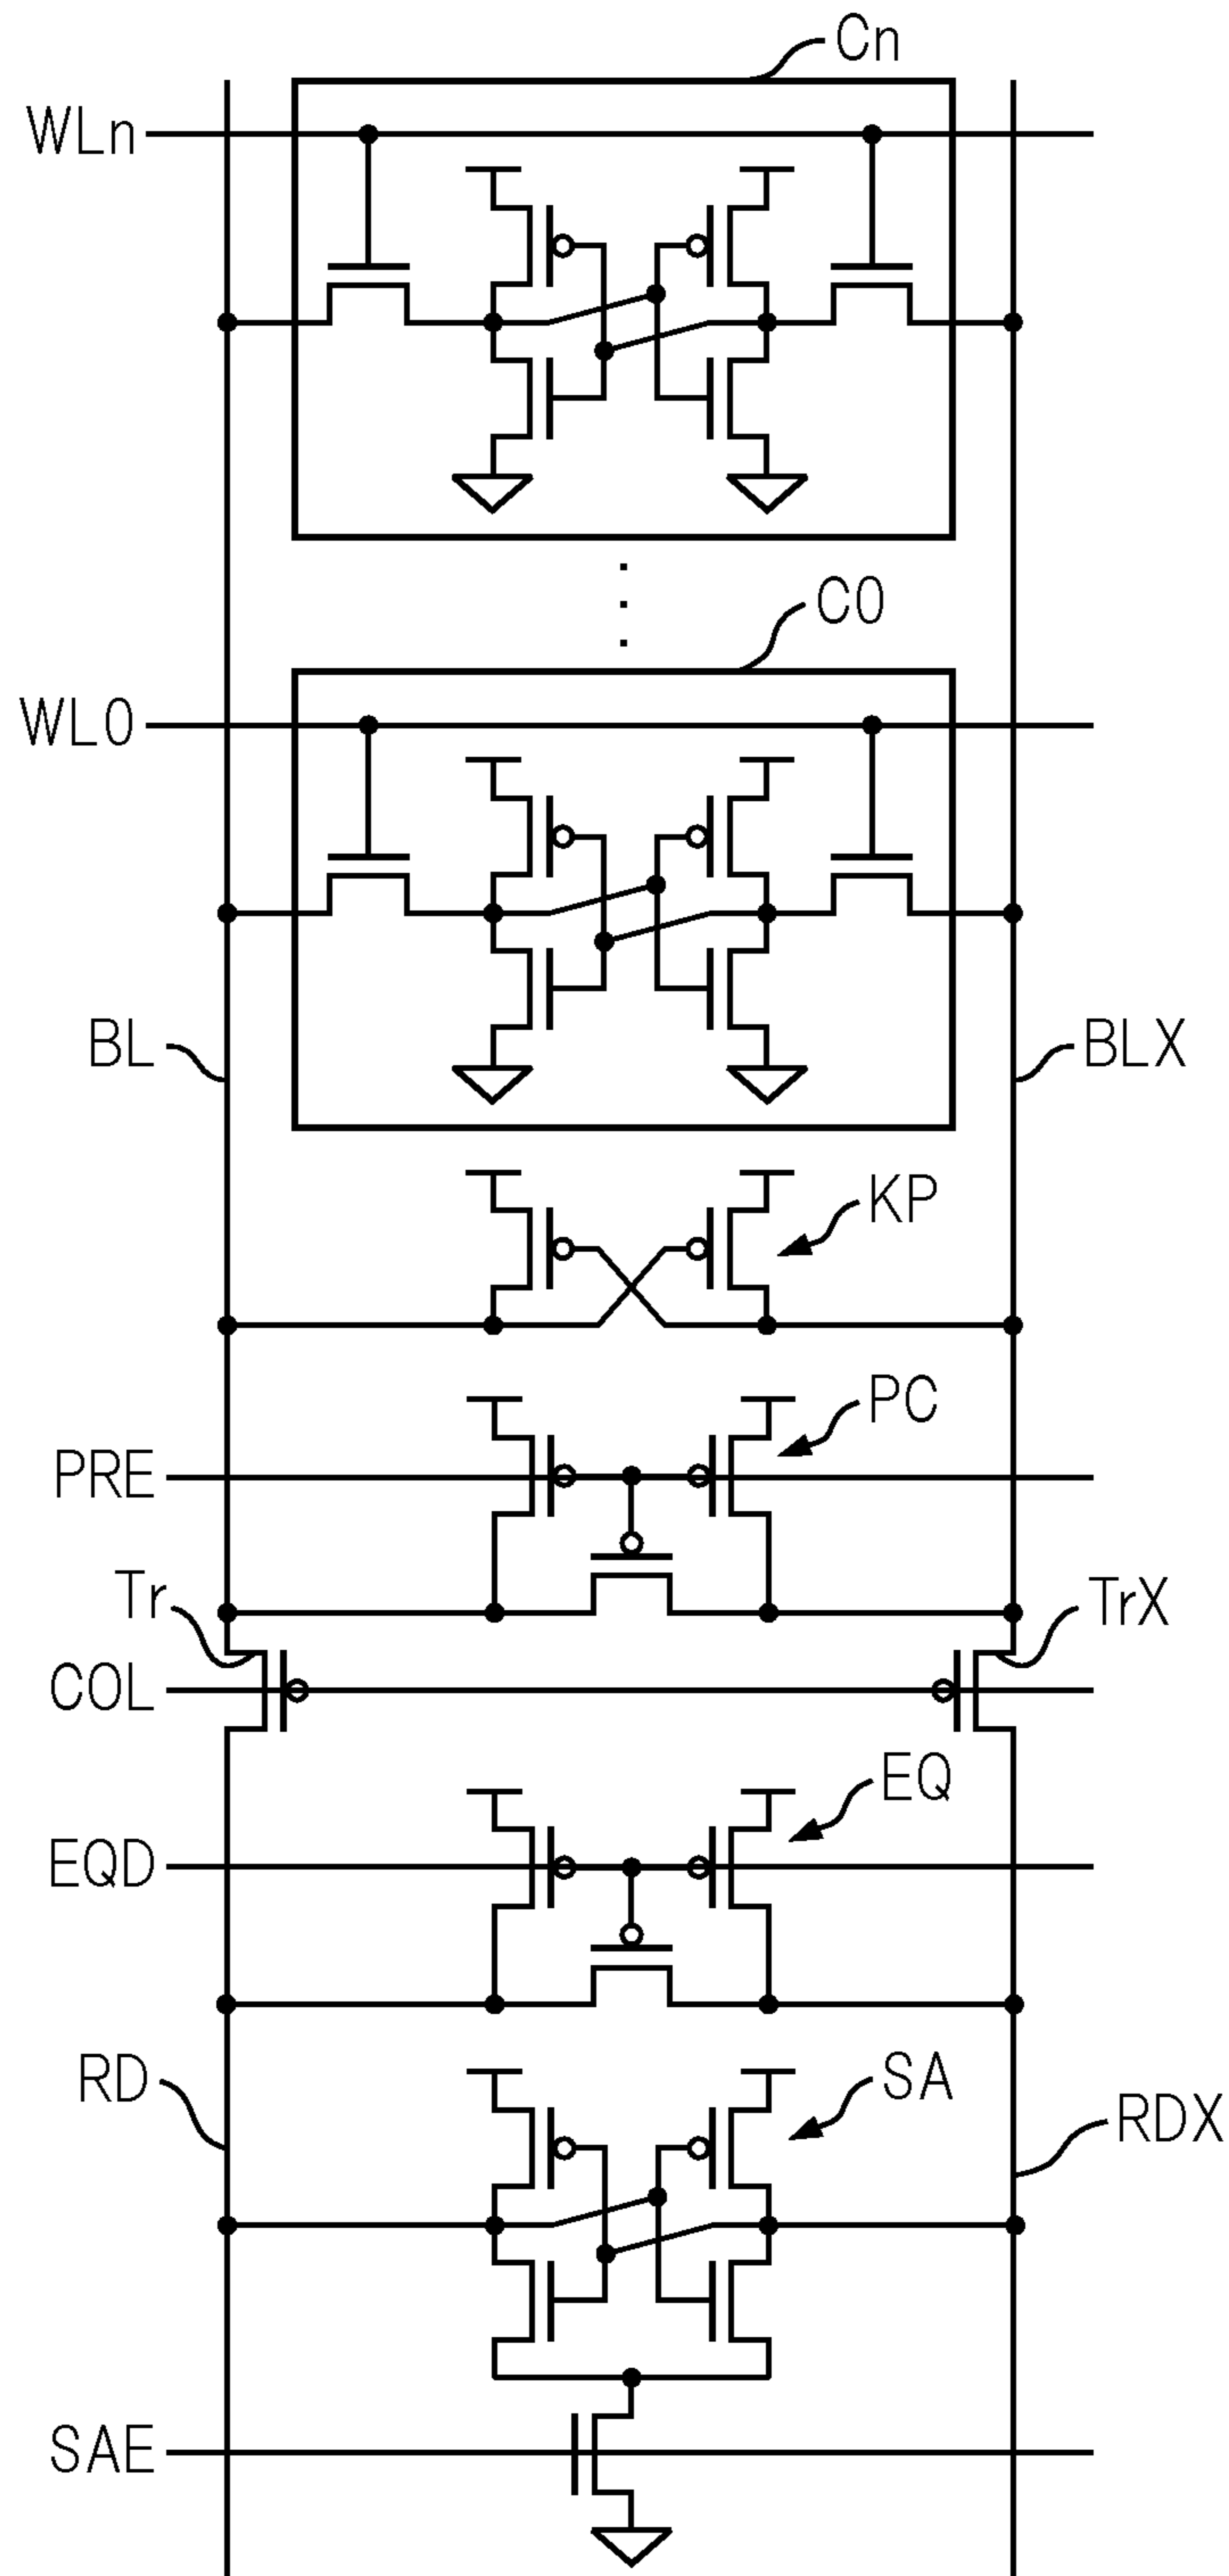 Cn
WLn
C0
WL0
BL
BLX
KP
PC
PRE
Tr
TrX
COL
EQ
EQD
RD
SA
RDX
SAE